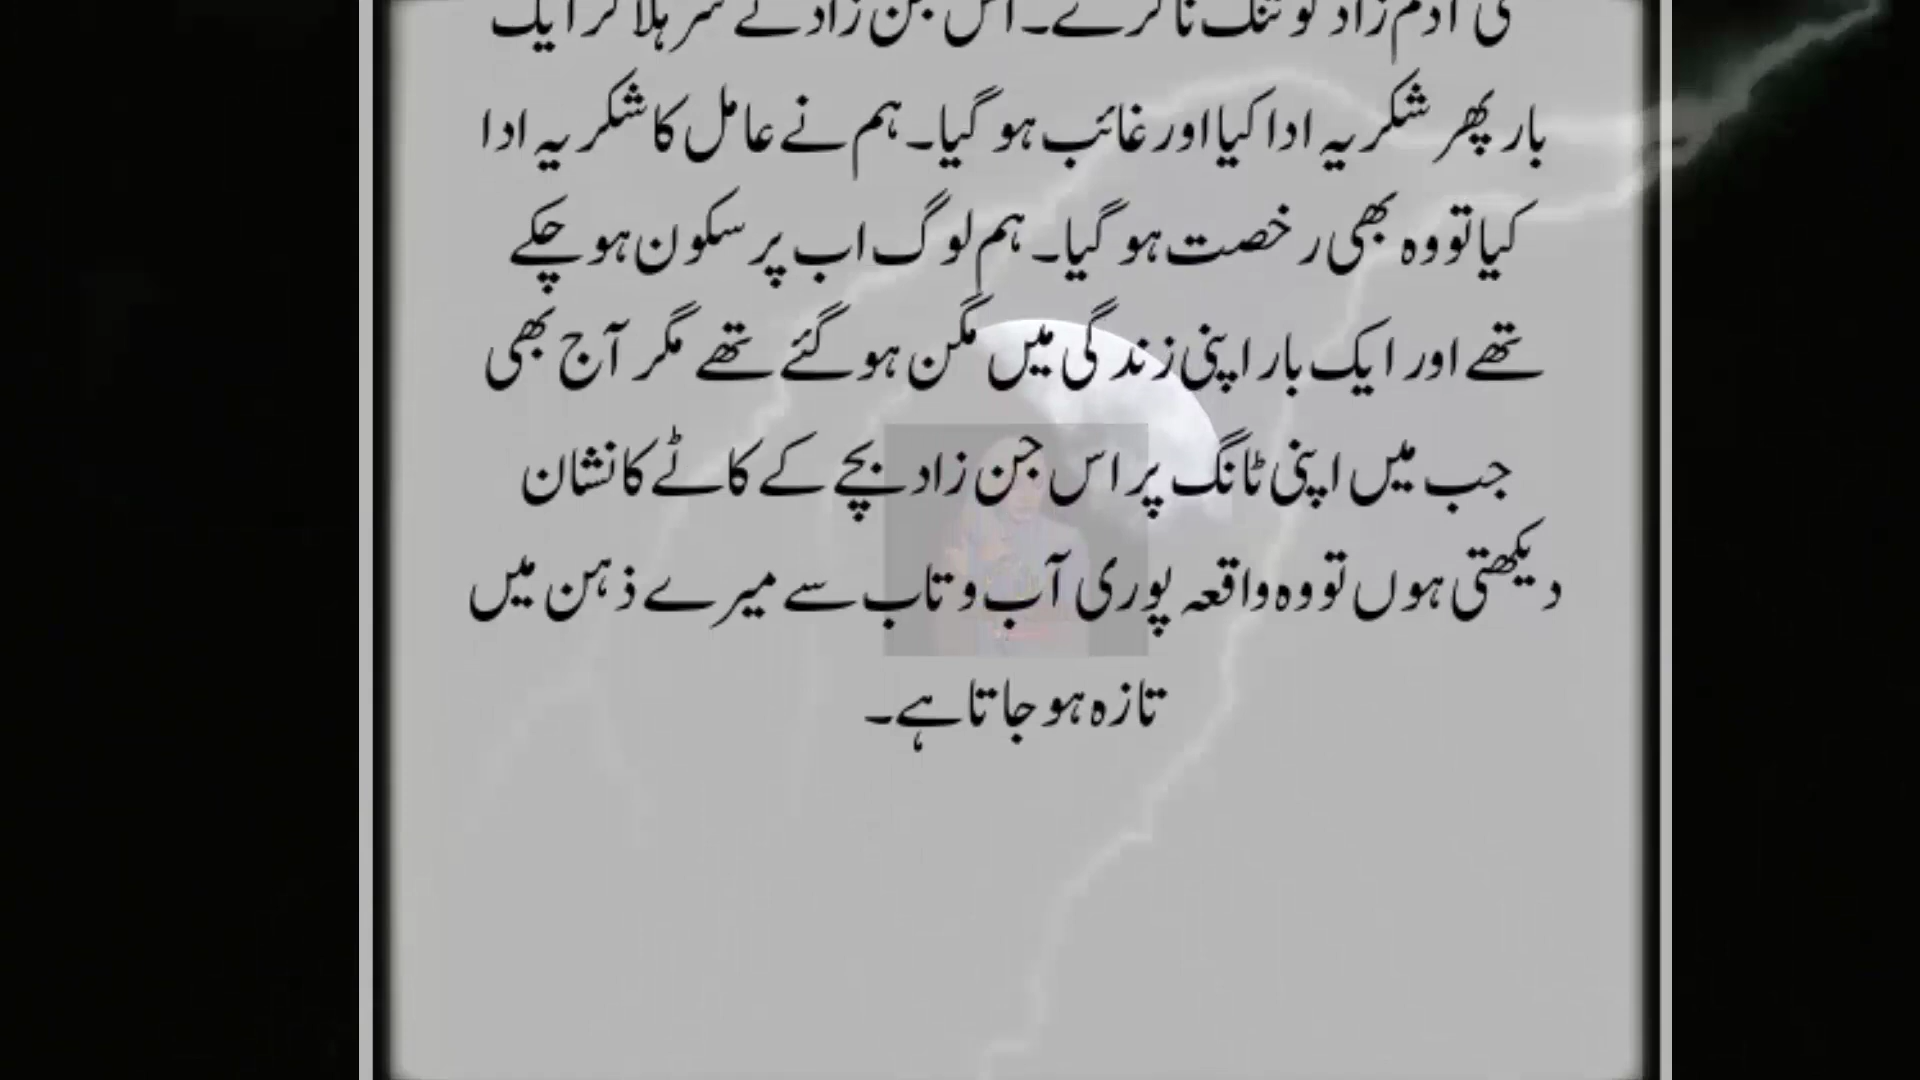 کی آدم زاد کو تنگ نا کرے۔ اس جن زاد نے سر ہلا کر ایک
بار پھر شکریہ ادا کیا اور غائب ہو گیا۔ ہم نے عامل کا شکریہ ادا
کیا تو وہ بھی رخصت ہو گیا۔ ہم لوگ اب پر سکون ہو چکے
تھے اور ایک بار اپنی زندگی میں مگن ہو گئے تھے مگر آج بھی
جب میں اپنی ٹانگ پر اس جن زاد بچے کے کاٹے کا نشان
دیکھتی ہوں تو وہ واقعہ پوری آب و تاب سے میرے ذہن میں
تازہ ہو جاتا ہے۔